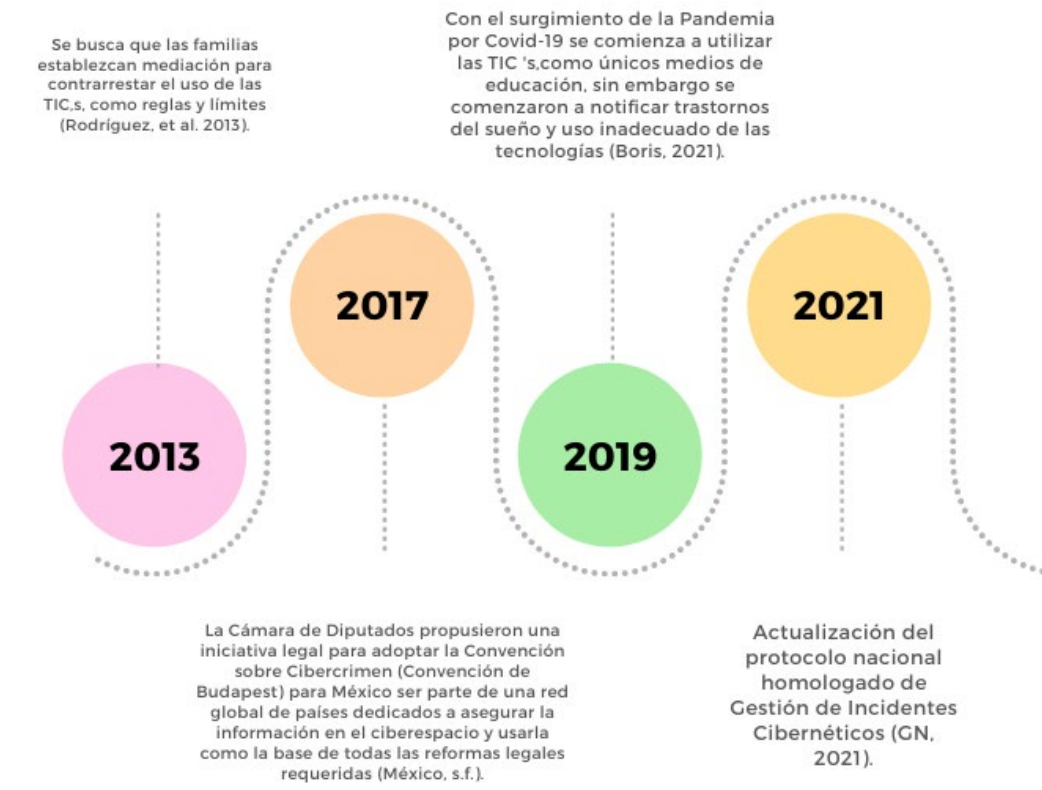 Se busca que las familias
establezcan mediación para
contrarrestar el uso de las
TIC,s, como reglas y límites
(Rodríguez, et al. 2013).
Con el surgimiento de la Pandemia
por Covid-19 se comienza a utilizar
las TIC 's,como únicos medios de
educación, sin embargo se
comenzaron a notificar trastornos
del sueño y uso inadecuado de las
tecnologías (Boris, 2021).
2013
2017
2019
2021
La Cámara de Diputados propusieron una
iniciativa legal para adoptar la Convención
sobre Cibercrimen (Convención de
Budapest) para México ser parte de una red
global de países dedicados a asegurar la
información en el ciberespacio y usarla
como la base de todas las reformas legales
requeridas (México, s.f.).
Actualización del
protocolo nacional
homologado de
Gestión de Incidentes
Cibernéticos (GN,
2021).